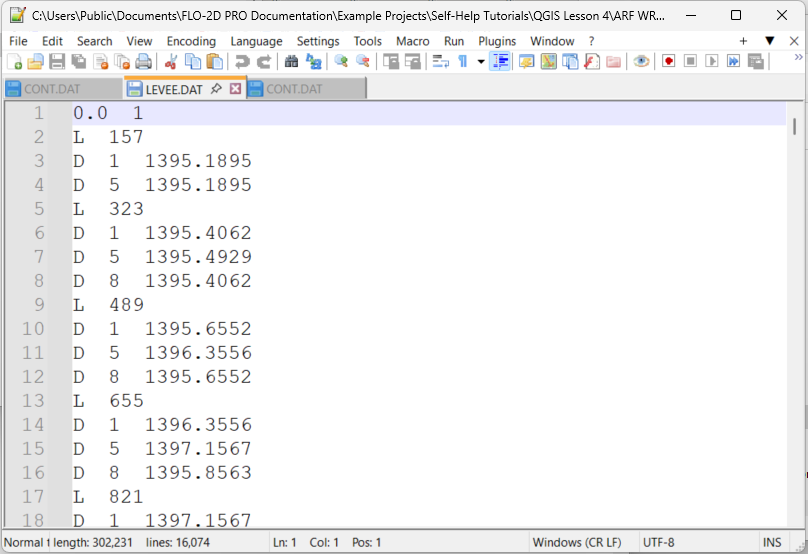 C:\Users\Public\Documents\FLO-2D PRO Documentation\Example Projects\Self-Help Tutorials\QGIS Lesson 4\ARF WR...
File Edit Search View Encoding Language Settings Tools Macro Run Plugins Window ?
CONT.DAT LEVEE.DAT CONT.DAT
1 0.0 1
2 L 157
3 D 1 1395.1895
4 D 5 1395.1895
5 L 323
6 D 1 1395.4062
7 D 5 1395.4929
8 D 8 1395.4062
9 L 489
10 D 1 1395.6552
11 D 5 1396.3556
12 D 8 1395.6552
13 L 655
14 D 1 1396.3556
15 D 5 1397.1567
16 D 8 1395.8563
17 L 821
18 D 1 1397.1567
Normal t length: 302,231 lines: 16,074 Ln: 1 Col: 1 Pos: 1 Windows (CR LF) UTF-8 INS